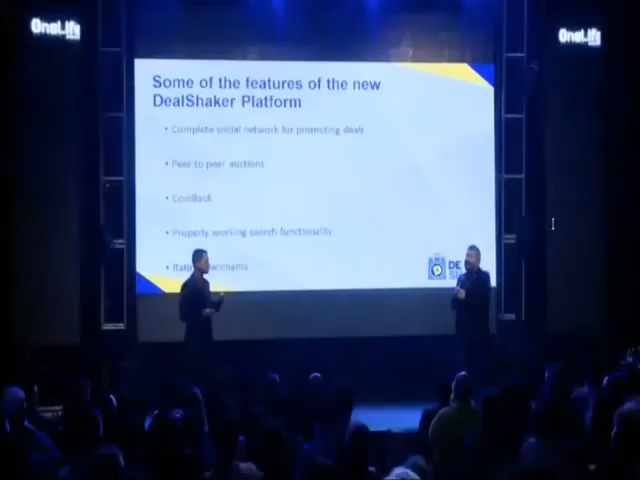 OneLife
OneLife
Some of the features of the new
DealShaker Platform
• Complete social network for promoting deals
• Peer to peer auctions
• CoinBack
• Properly working search functionality